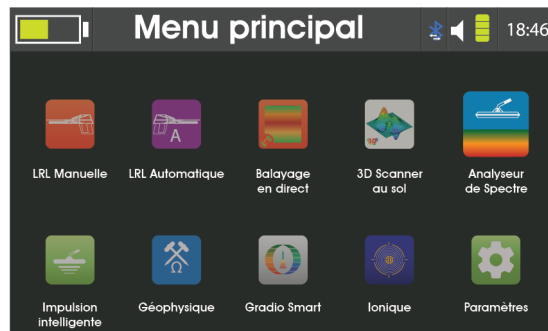 Menu principal
18:46
A
LRL Manuelle
LRL Automatique
Balayage
en direct
3D Scanner
au sol
Analyseur
de Spectre
Ω
Impulsion
intelligente
Géophysique
Gradio Smart
Ionique
Paramètres